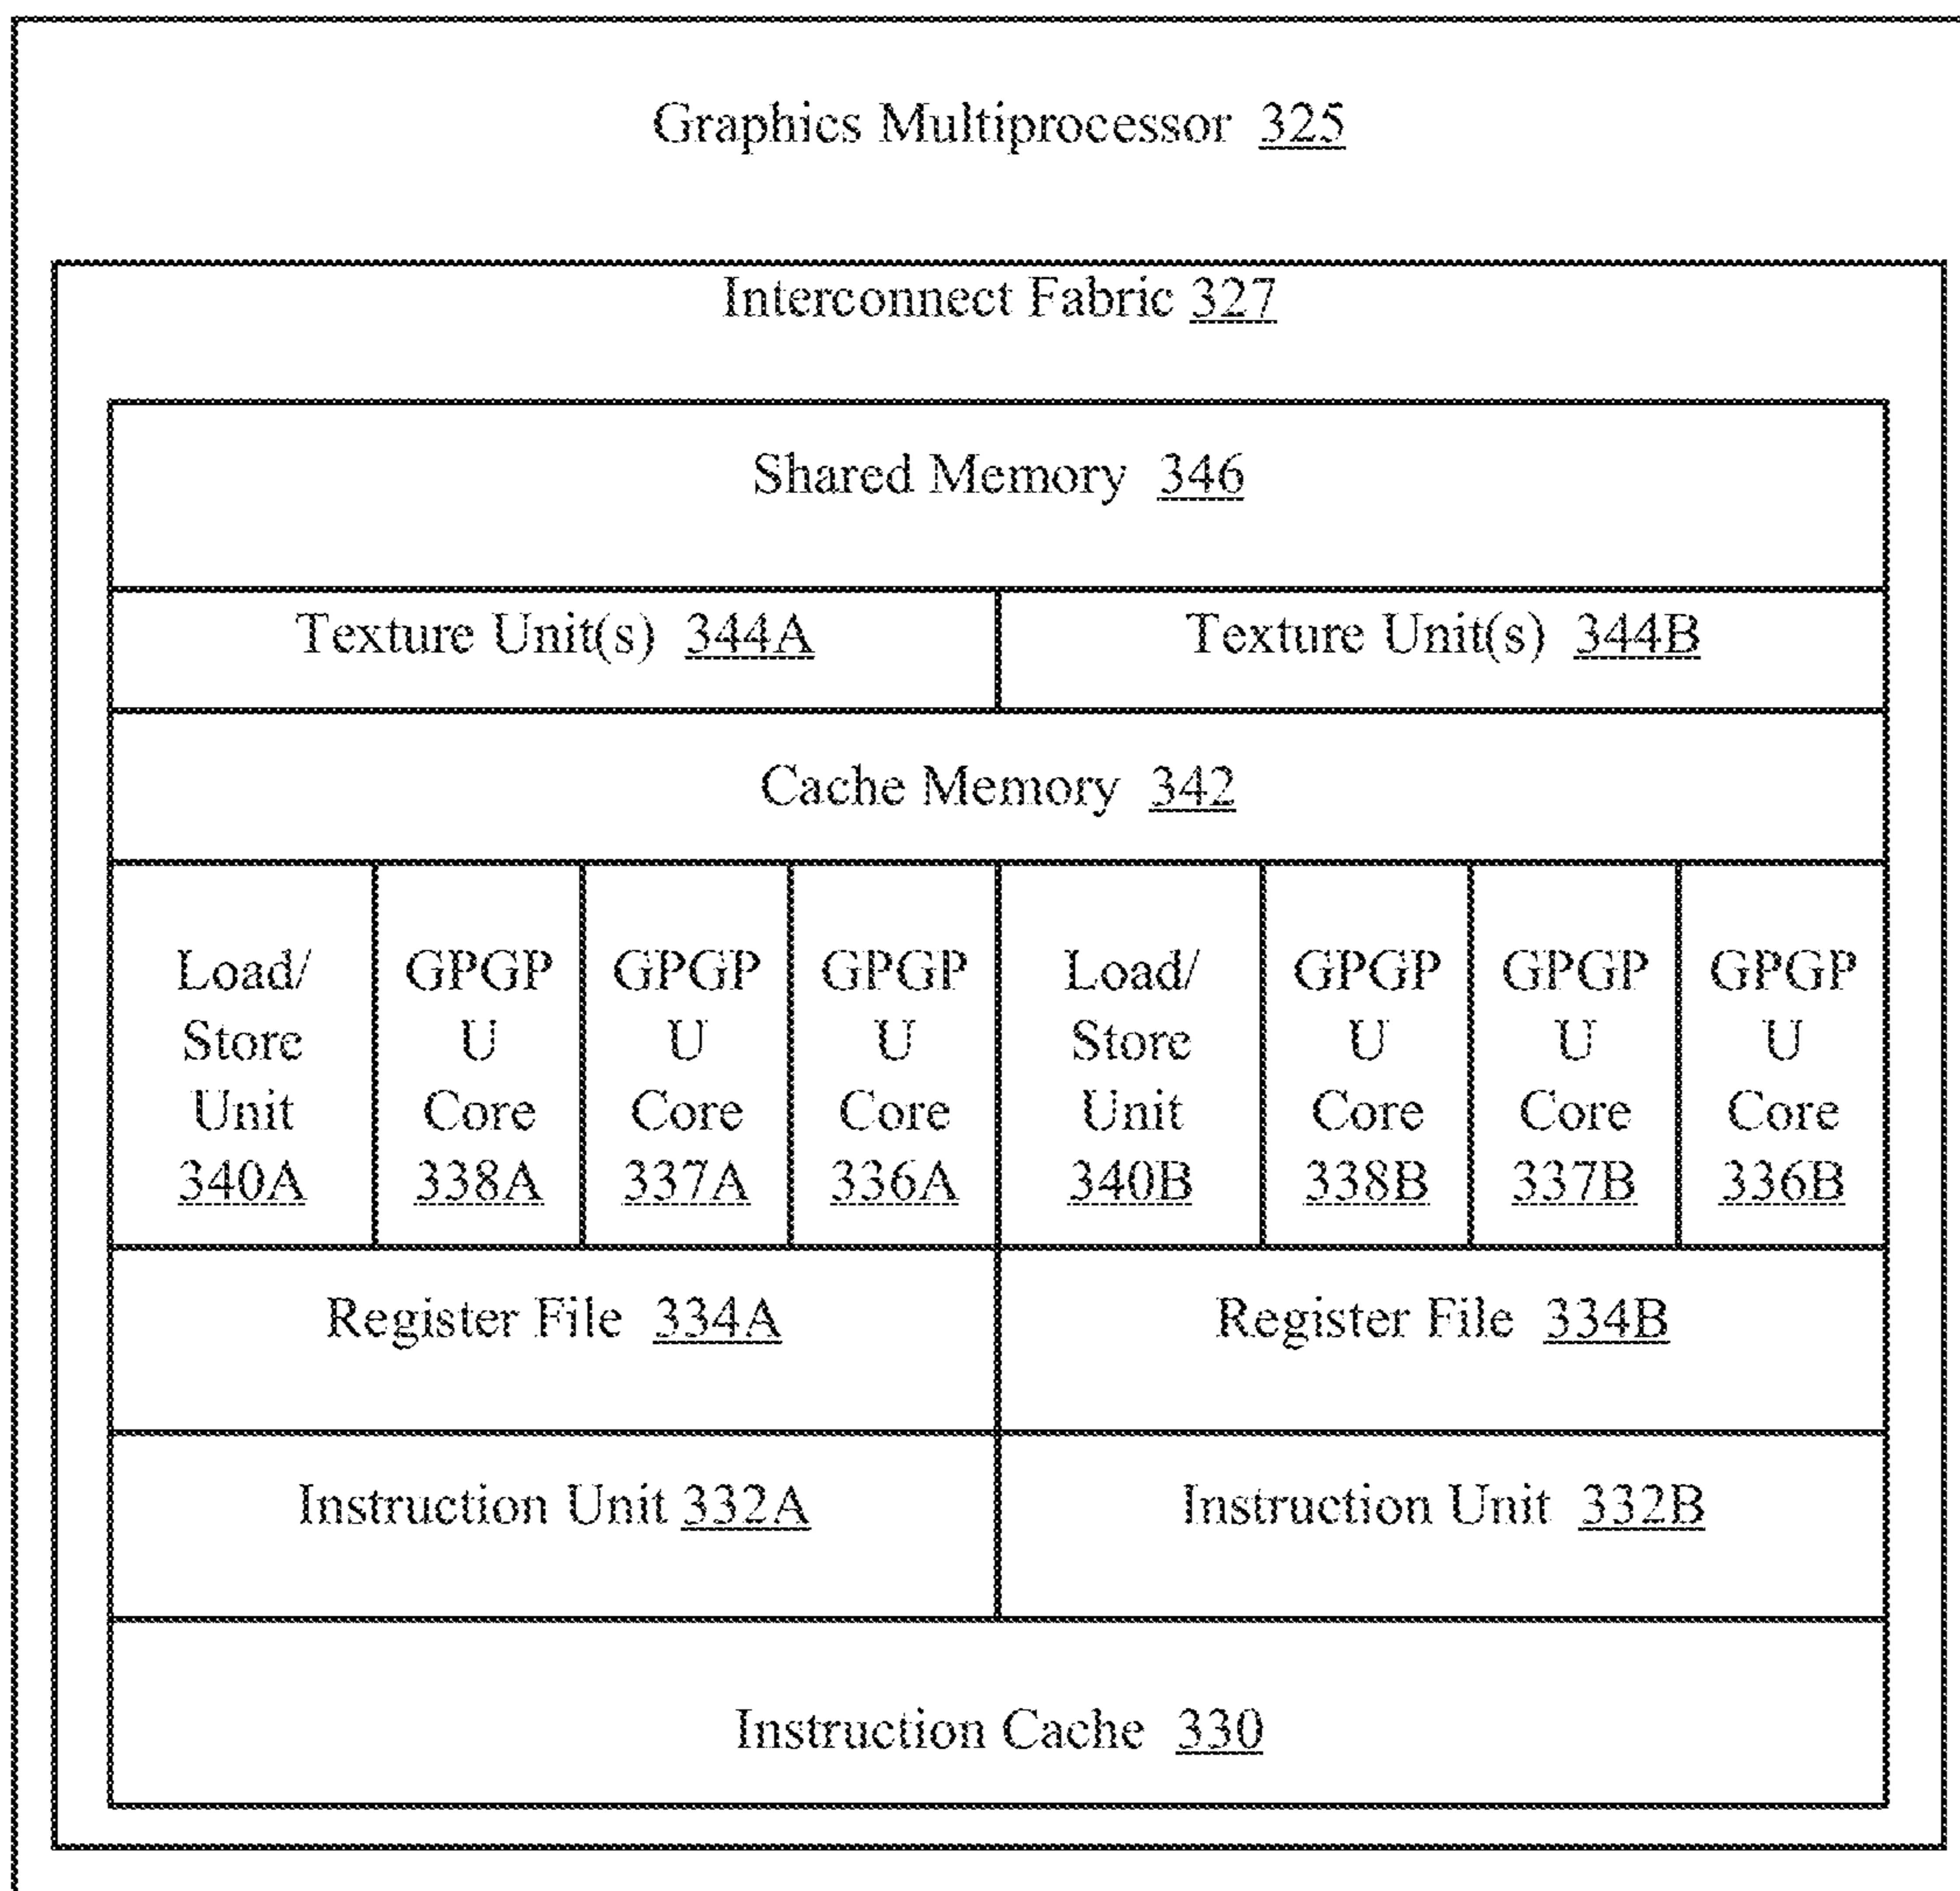 Graphics Multiprocessor 325
Interconnect Fabric 327
Shared Memory 346
Texture Unit(s) 344A
Texture Unit(s) 344B
Cache Memory 342
Load/
Store
Unit
340A
GPGP
U
Core
338A
GPGP
U
Core
337A
GPGP
U
Core
336A
Load/
Store
Unit
340B
GPGP
U
Core
338B
GPGP
U
Core
337B
GPGP
U
Core
336B
Register File 334A
Register File 334B
Instruction Unit 332A
Instruction Unit 332B
Instruction Cache 330